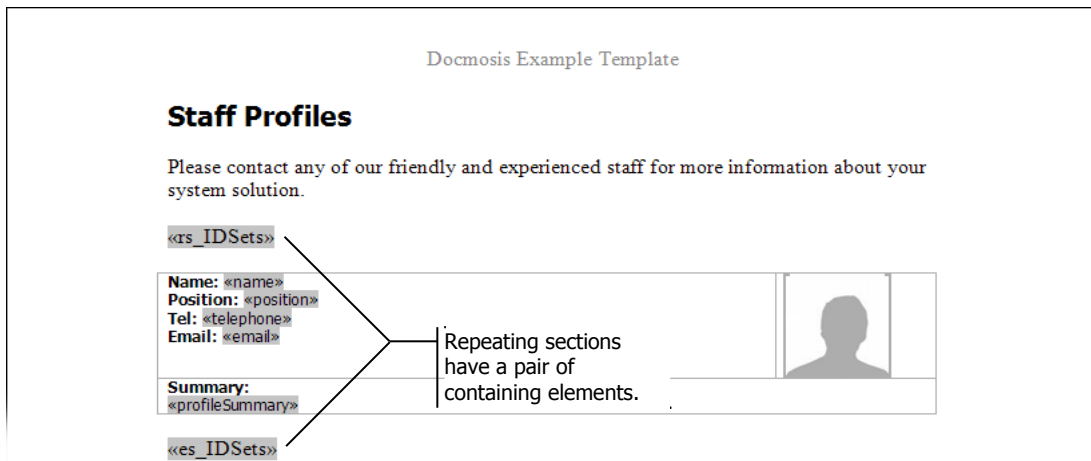 Docmosis Example Template
Staff Profiles
Please contact any of our friendly and experienced staff for more information about your
system solution.
«rs_IDSets»
Name: «name»
Position: «position»
Tel: «telephone»
Email: «email»
Repeating sections
have a pair of
containing elements.
Summary:
«profileSummary»
«es_IDSets»